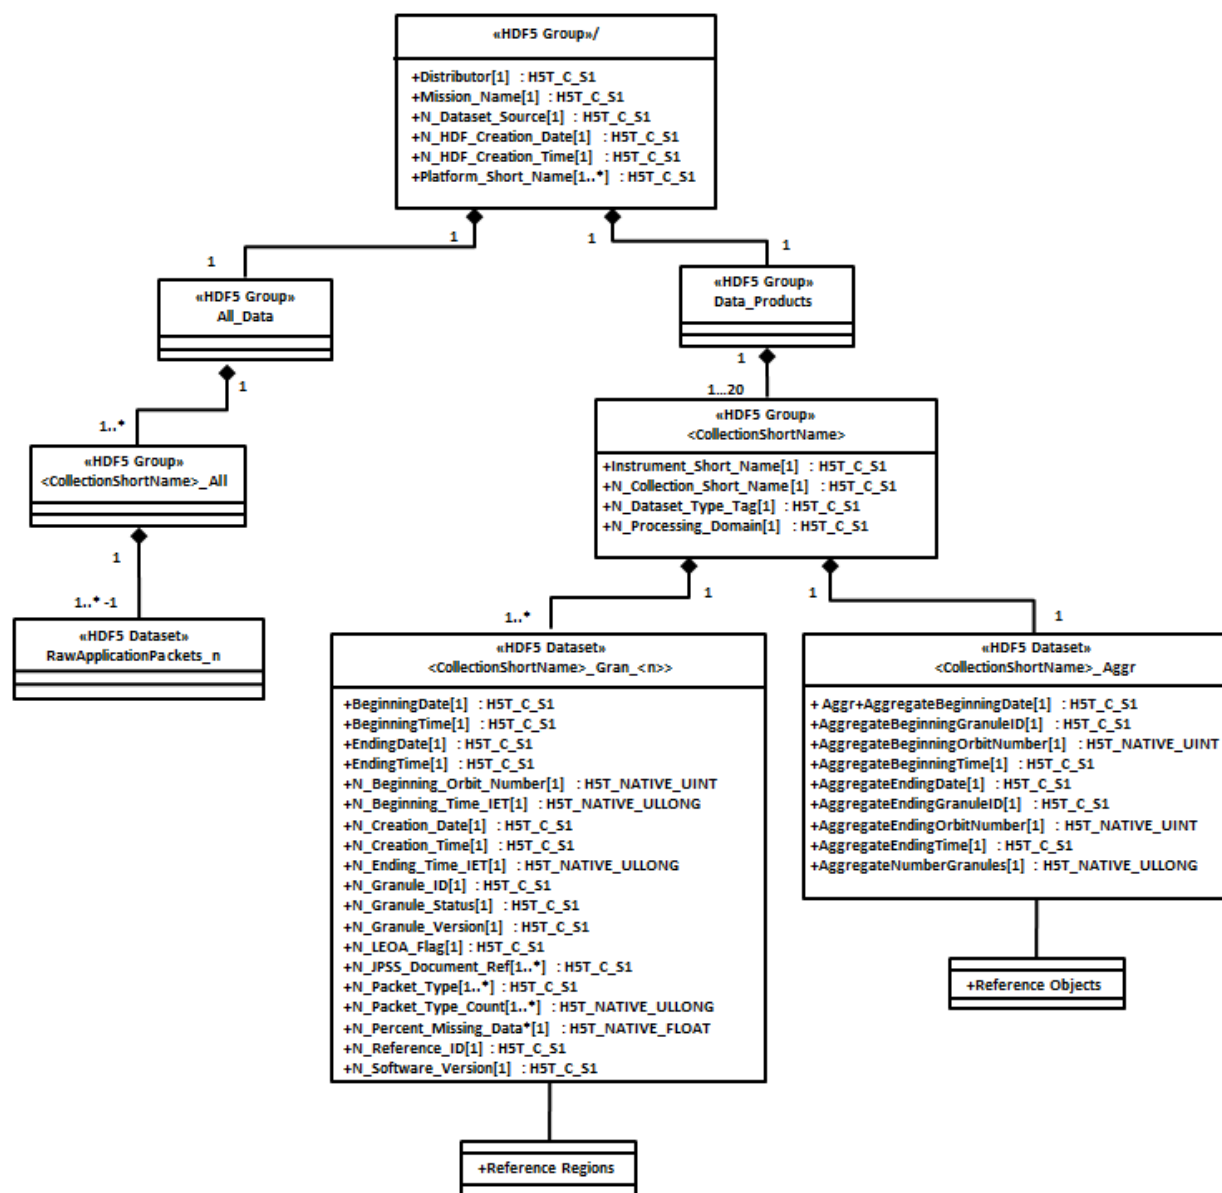 «HDF5 Group»/
+Distributor[1] : H5T_C_S1
+Mission_Name[1] : H5T_C_S1
+N_Dataset_Source[1] : H5T_C_S1
+N_HDF_Creation_Date[1] : H5T_C_S1
+N_HDF_Creation_Time[1] : H5T_C_S1
+Platform_Short_Name[1..*] : H5T_C_S1
1
1
1
1
«HDF5 Group»
All_Data
«HDF5 Group»
Data_Products
1
1
1..*
1...20
«HDF5 Group»
<CollectionShortName>_All
«HDF5 Group»
<CollectionShortName>
+Instrument_Short_Name[1] : H5T_C_S1
+N_Collection_Short_Name[1] : H5T_C_S1
+N_Dataset_Type_Tag[1] : H5T_C_S1
+N_Processing_Domain[1] : H5T_C_S1
1
1..* -1
«HDF5 Dataset»
RawApplicationPackets_n
1
1
1..*
1
«HDF5 Dataset»
<CollectionShortName>_Gran_<n>>
+BeginningDate[1] : H5T_C_S1
+BeginningTime[1] : H5T_C_S1
+EndingDate[1] : H5T_C_S1
+EndingTime[1] : H5T_C_S1
+N_Beginning_Orbit_Number[1] : H5T_NATIVE_UINT
+N_Beginning_Time_IET[1] : H5T_NATIVE_ULLONG
+N_Creation_Date[1] : H5T_C_S1
+N_Creation_Time[1] : H5T_C_S1
+N_Ending_Time_IET[1] : H5T_NATIVE_ULLONG
+N_Granule_ID[1] : H5T_C_S1
+N_Granule_Status[1] : H5T_C_S1
+N_Granule_Version[1] : H5T_C_S1
+N_LEOA_Flag[1] : H5T_C_S1
+N_JPSS_Document_Ref[1..*] : H5T_C_S1
+N_Packet_Type[1..*] : H5T_C_S1
+N_Packet_Type_Count[1..*] : H5T_NATIVE_ULLONG
+N_Percent_Missing_Data*[1] : H5T_NATIVE_FLOAT
+N_Reference_ID[1] : H5T_C_S1
+N_Software_Version[1] : H5T_C_S1
+Reference Regions
«HDF5 Dataset»
<CollectionShortName>_Aggr
+ Aggr+AggregateBeginningDate[1] : H5T_C_S1
+AggregateBeginningGranuleID[1] : H5T_C_S1
+AggregateBeginningOrbitNumber[1] : H5T_NATIVE_UINT
+AggregateBeginningTime[1] : H5T_C_S1
+AggregateEndingDate[1] : H5T_C_S1
+AggregateEndingGranuleID[1] : H5T_C_S1
+AggregateEndingOrbitNumber[1] : H5T_NATIVE_UINT
+AggregateEndingTime[1] : H5T_C_S1
+AggregateNumberGranules[1] : H5T_NATIVE_ULLONG
+Reference Objects